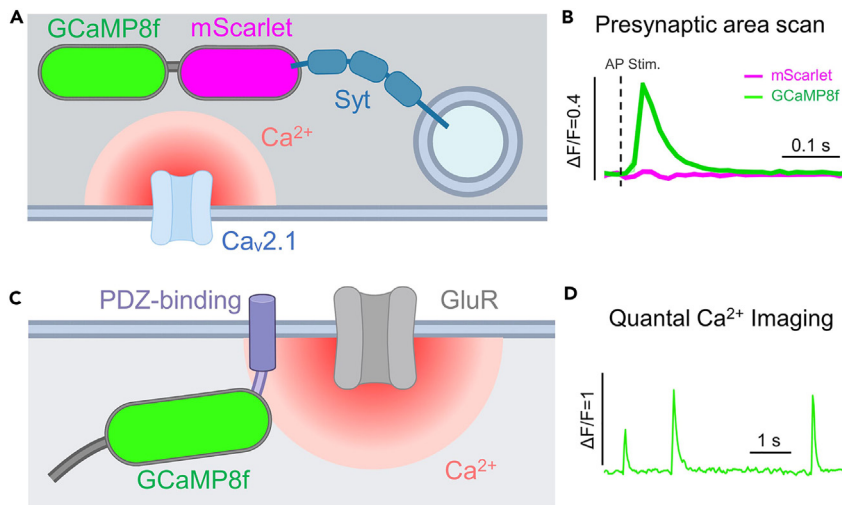 A
GCaMP8f
mScarlet
Syt
Ca²⁺
Caᵥ2.1
B
Presynaptic area scan
AP Stim.
mScarlet
GCaMP8f
ΔF/F=0.4
0.1 s
C
PDZ-binding
GluR
GCaMP8f
Ca²⁺
D
Quantal Ca²⁺ Imaging
ΔF/F=1
1 s